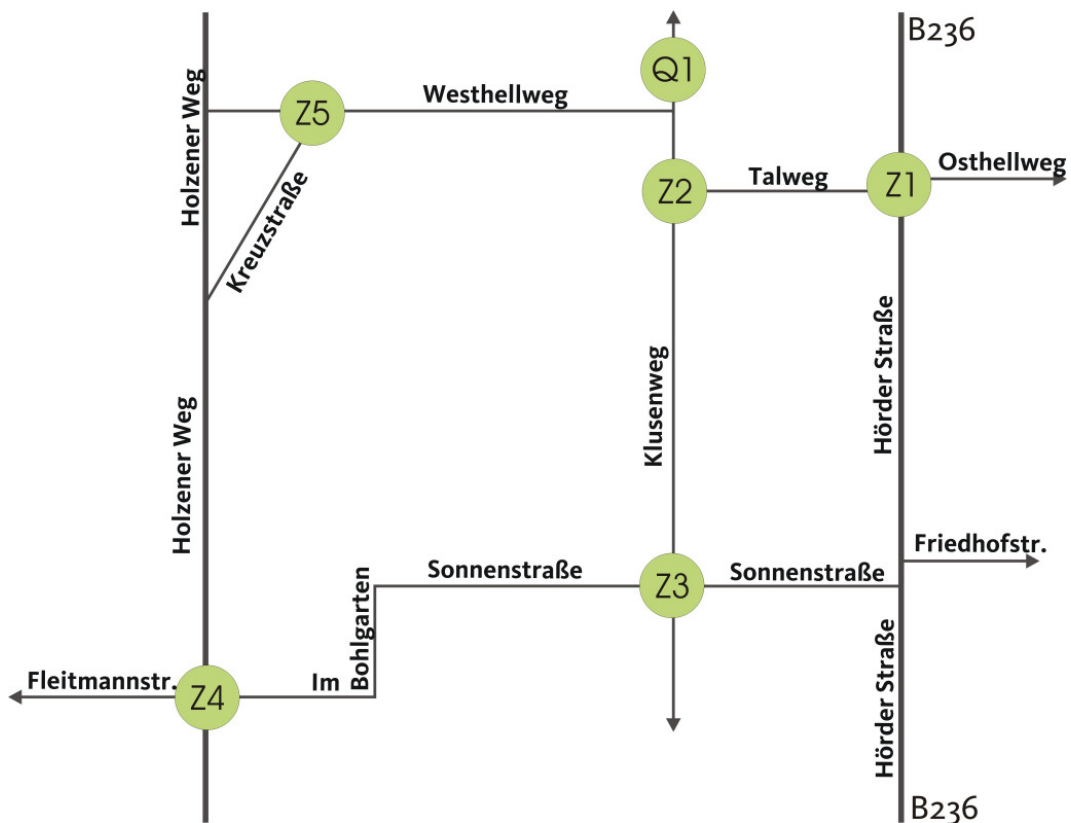 B236
Q1
Holzener Weg
Z5
Westhellweg
Z2
Talweg
Z1
Osthellweg
Kreuzstraße
Hörder Straße
Klusenweg
Holzener Weg
Friedhofstr.
Sonnenstraße
Z3
Sonnenstraße
Im Bohlgarten
Fleitmannstr.
Z4
Hörder Straße
B236